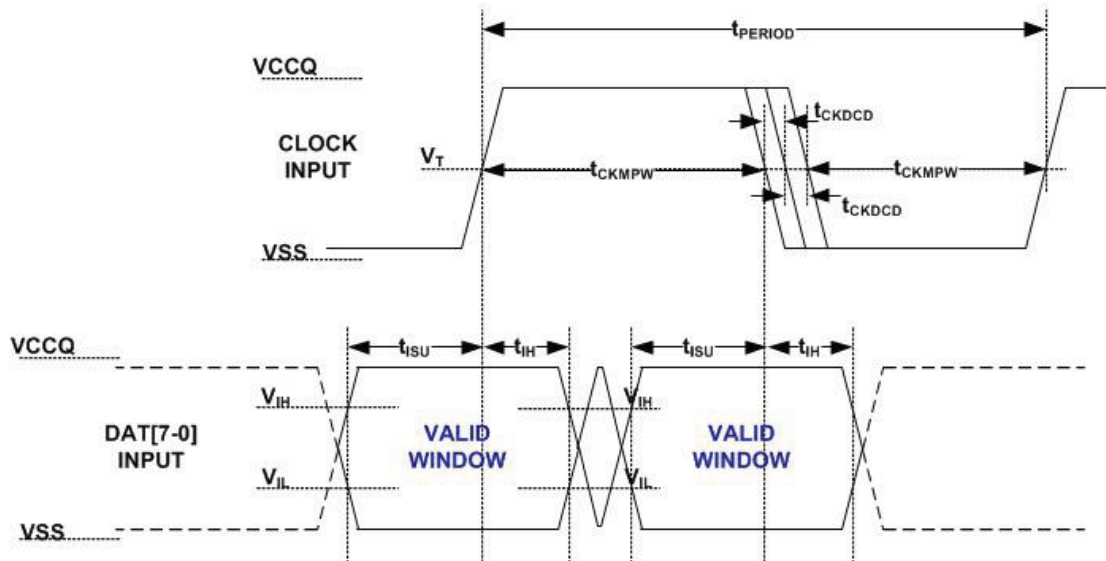 tPERIOD
VCCQ
tCKDCD
CLOCK
INPUT
VT
tCKMPW
tCKMPW
tCKDCD
VSS
VCCQ
tISU
tIH
tISU
tIH
VIH
VIH
DAT[7-0]
INPUT
VALID
WINDOW
VALID
WINDOW
VIL
VIL
VSS